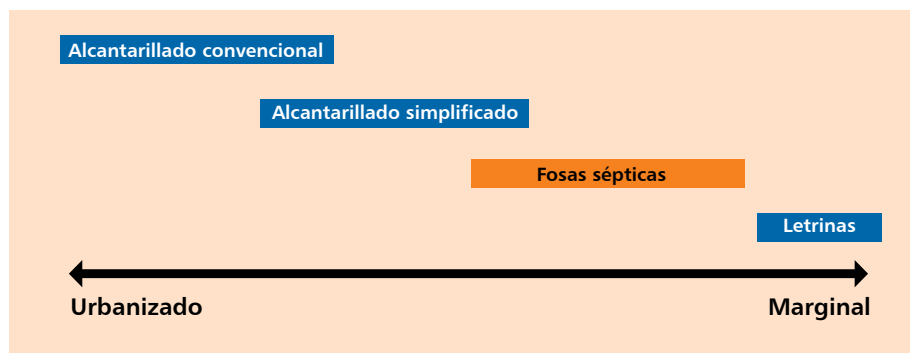 Alcantarillado convencional
Alcantarillado simplificado
Fosas sépticas
Letrinas
Urbanizado
Marginal